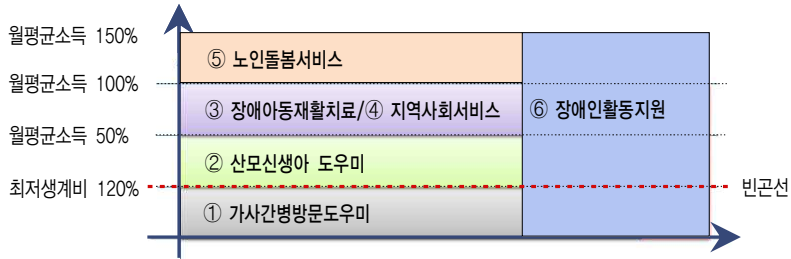 월평균소득 150%
⑤ 노인돌봄서비스
월평균소득 100%
③ 장애아동재활치료/④ 지역사회서비스
⑥ 장애인활동지원
월평균소득 50%
② 산모신생아 도우미
최저생계비 120%
빈곤선
① 가사간병방문도우미